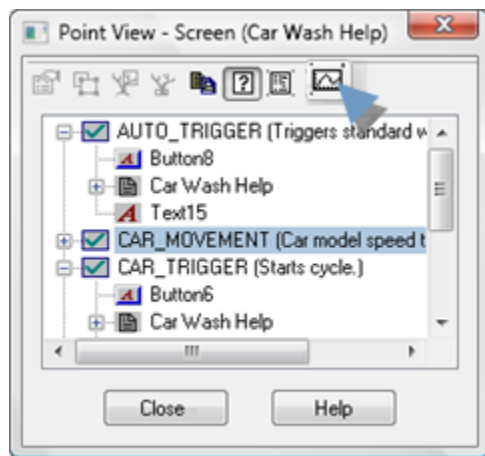 Point View - Screen (Car Wash Help)
AUTO_TRIGGER (Triggers standard w
Button8
Car Wash Help
Text15
CAR_MOVEMENT (Car model speed t
CAR_TRIGGER (Starts cycle.)
Button6
Car Wash Help
Close
Help